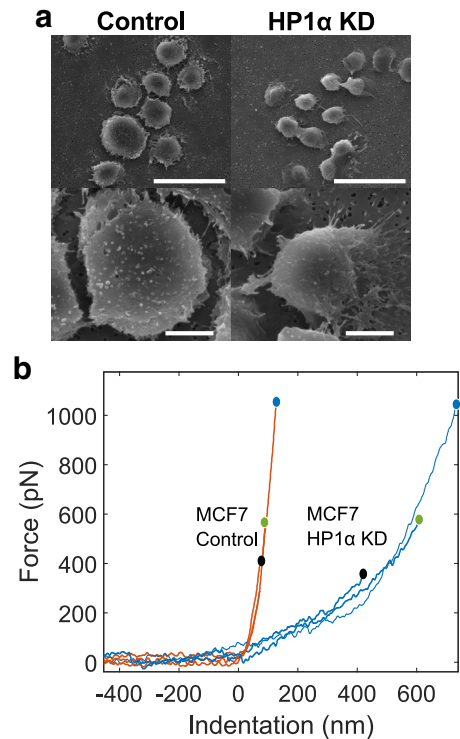 a
Control
HP1α KD
b
1000
800
600
400
200
0
Force (pN)
MCF7
Control
MCF7
HP1α KD
-400
-200
0
200
400
600
Indentation (nm)